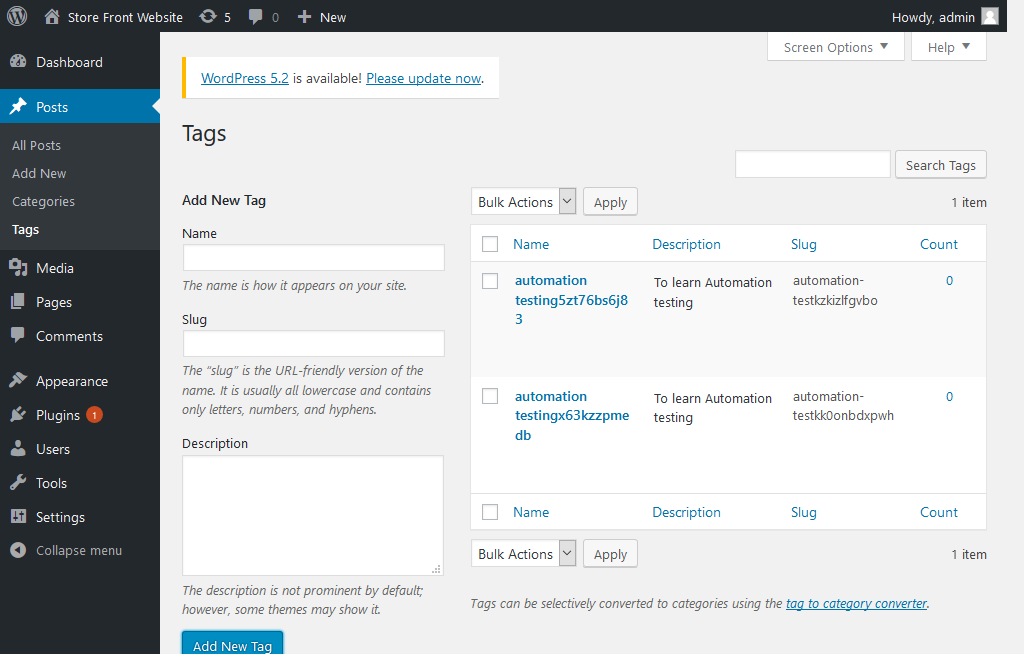 Store Front Website 5 0 New Howdy, admin
Screen Options Help
Dashboard
Posts
All Posts
Add New
Categories
Tags
Media
Pages
Comments
Appearance
Plugins 1
Users
Tools
Settings
Collapse menu
WordPress 5.2 is available! Please update now.
Tags
Search Tags
Add New Tag
Name
The name is how it appears on your site.
Slug
The “slug” is the URL-friendly version of the
name. It is usually all lowercase and contains
only letters, numbers, and hyphens.
Description
The description is not prominent by default;
however, some themes may show it.
Add New Tag
Bulk Actions Apply 1 item
Name Description Slug Count
automation To learn Automation automation- 0
testing5zt76bs6j8 testing testkzkizlfgvbo
3
automation To learn Automation automation- 0
testingx63kzzpme testing testkk0onbdxpwh
db
Name Description Slug Count
Bulk Actions Apply 1 item
Tags can be selectively converted to categories using the tag to category converter.